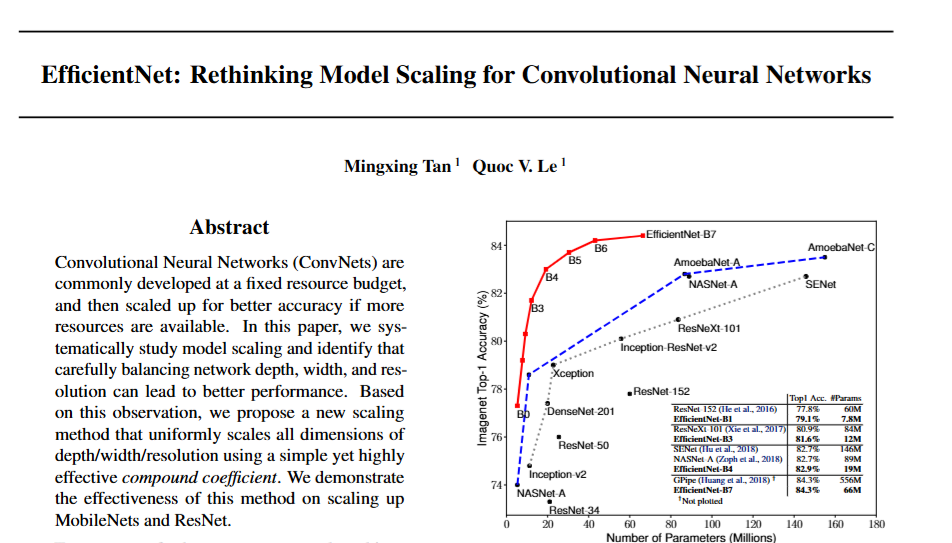 EfficientNet: Rethinking Model Scaling for Convolutional Neural Networks
Mingxing Tan 1 Quoc V. Le 1
Abstract
Convolutional Neural Networks (ConvNets) are
commonly developed at a fixed resource budget,
and then scaled up for better accuracy if more
resources are available. In this paper, we sys-
tematically study model scaling and identify that
carefully balancing network depth, width, and res-
olution can lead to better performance. Based
on this observation, we propose a new scaling
method that uniformly scales all dimensions of
depth/width/resolution using a simple yet highly
effective compound coefficient. We demonstrate
the effectiveness of this method on scaling up
MobileNets and ResNet.
Imagenet Top-1 Accuracy (%)
84
82
80
78
76
74
EfficientNet-B7
B6
B5
B4
B3
B0
AmoebaNet-C
AmoebaNet-A
NASNet-A
SENet
ResNeXt-101
Inception-ResNet-v2
Xception
ResNet-152
DenseNet-201
ResNet-50
Inception-v2
NASNet-A
ResNet-34
Top1 Acc. #Params
ResNet-152 (He et al., 2016) 77.8% 60M
EfficientNet-B1 79.1% 7.8M
ResNeXt-101 (Xie et al., 2017) 80.9% 84M
EfficientNet-B3 81.6% 12M
SENet (Hu et al., 2018) 82.7% 146M
NASNet-A (Zoph et al., 2018) 82.7% 89M
EfficientNet-B4 82.9% 19M
GPipe (Huang et al., 2018) † 84.3% 556M
EfficientNet-B7 84.3% 66M
†Not plotted
0 20 40 60 80 100 120 140 160 180
Number of Parameters (Millions)